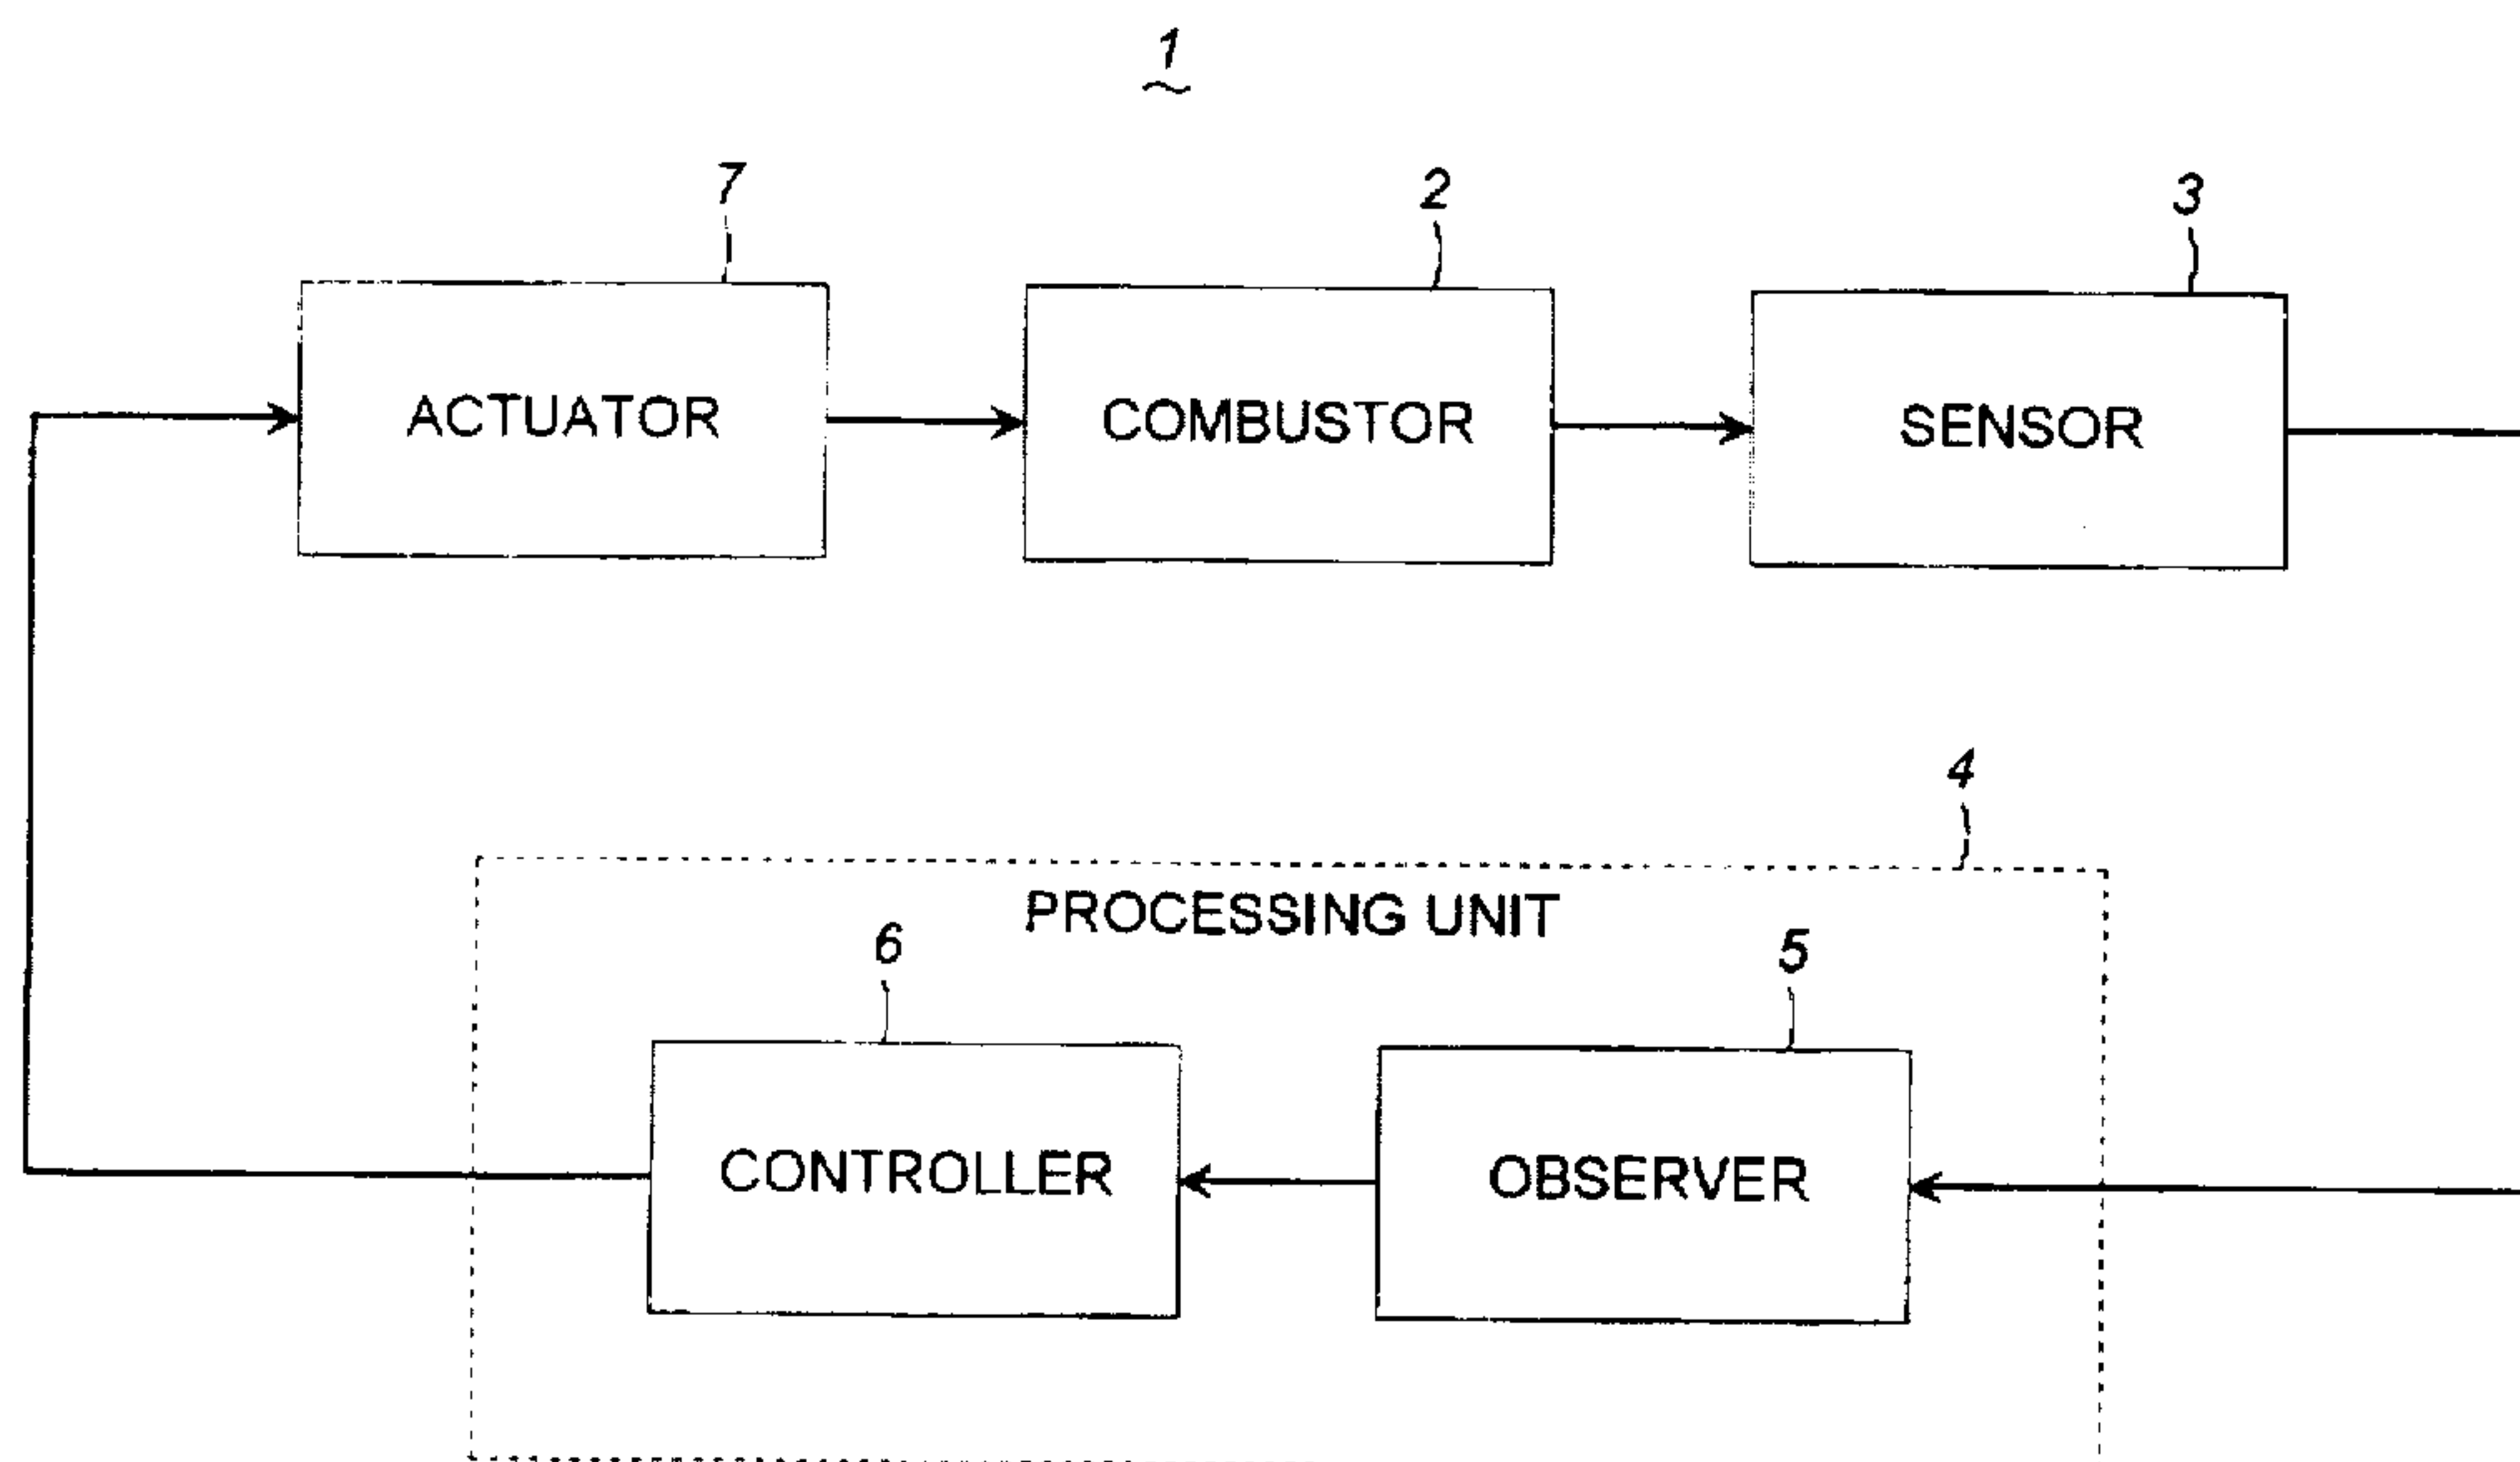 1
7
2
3
ACTUATOR
COMBUSTOR
SENSOR
4
PROCESSING UNIT
6
5
CONTROLLER
OBSERVER